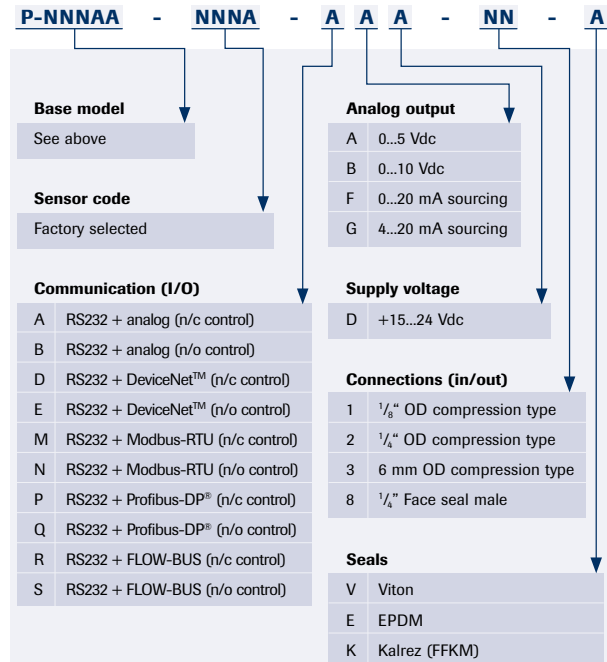 P-NNNAA - NNNA - A A A - NN - A
Base model
See above
Sensor code
Factory selected
Communication (I/O)
A RS232 + analog (n/c control)
B RS232 + analog (n/o control)
D RS232 + DeviceNet™ (n/c control)
E RS232 + DeviceNet™ (n/o control)
M RS232 + Modbus-RTU (n/c control)
N RS232 + Modbus-RTU (n/o control)
P RS232 + Profibus-DP® (n/c control)
Q RS232 + Profibus-DP® (n/o control)
R RS232 + FLOW-BUS (n/c control)
S RS232 + FLOW-BUS (n/o control)
Analog output
A 0...5 Vdc
B 0...10 Vdc
F 0...20 mA sourcing
G 4...20 mA sourcing
Supply voltage
D +15...24 Vdc
Connections (in/out)
1 1/8“ OD compression type
2 1/4“ OD compression type
3 6 mm OD compression type
8 1/4” Face seal male
Seals
V Viton
E EPDM
K Kalrez (FFKM)